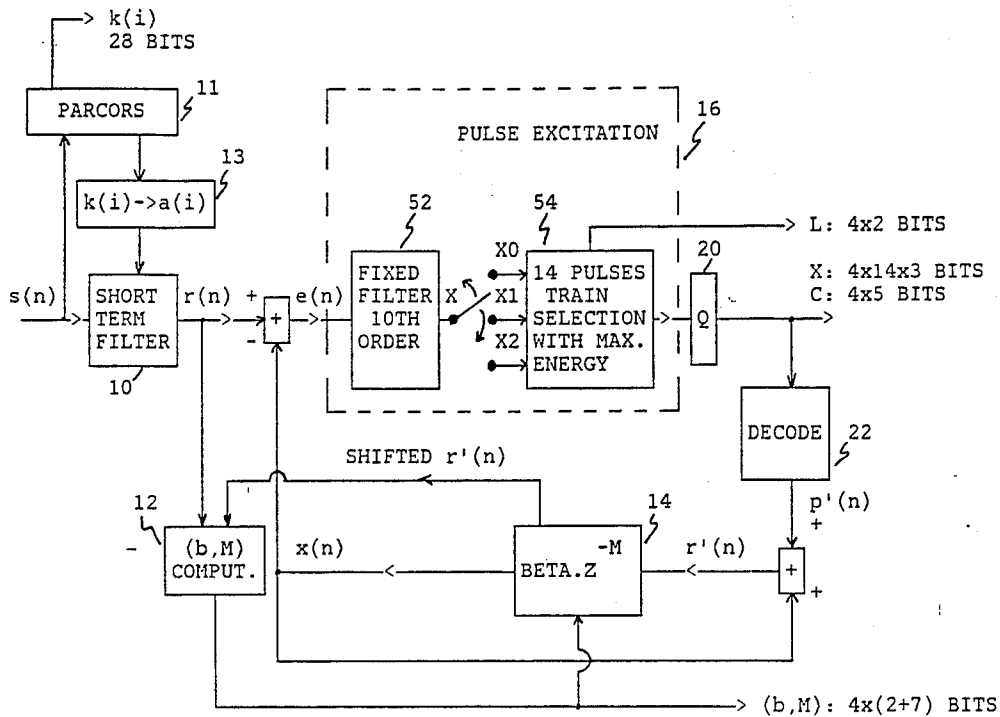 k(i)
28 BITS
11
PARCORS
13
k(i)->a(i)
PULSE EXCITATION
16
52
54
L: 4x2 BITS
20
X: 4x14x3 BITS
C: 4x5 BITS
s(n)
SHORT
TERM
FILTER
10
r(n)
+
-
+
e(n)
FIXED
FILTER
10TH
ORDER
X
X0
X1
X2
14 PULSES
TRAIN
SELECTION
WITH MAX.
ENERGY
Q
DECODE
22
SHIFTED r'(n)
p'(n)
+
12
(b,M)
COMPUT.
-
x(n)
14
BETA.Z -M
r'(n)
+
+
(b,M): 4x(2+7) BITS